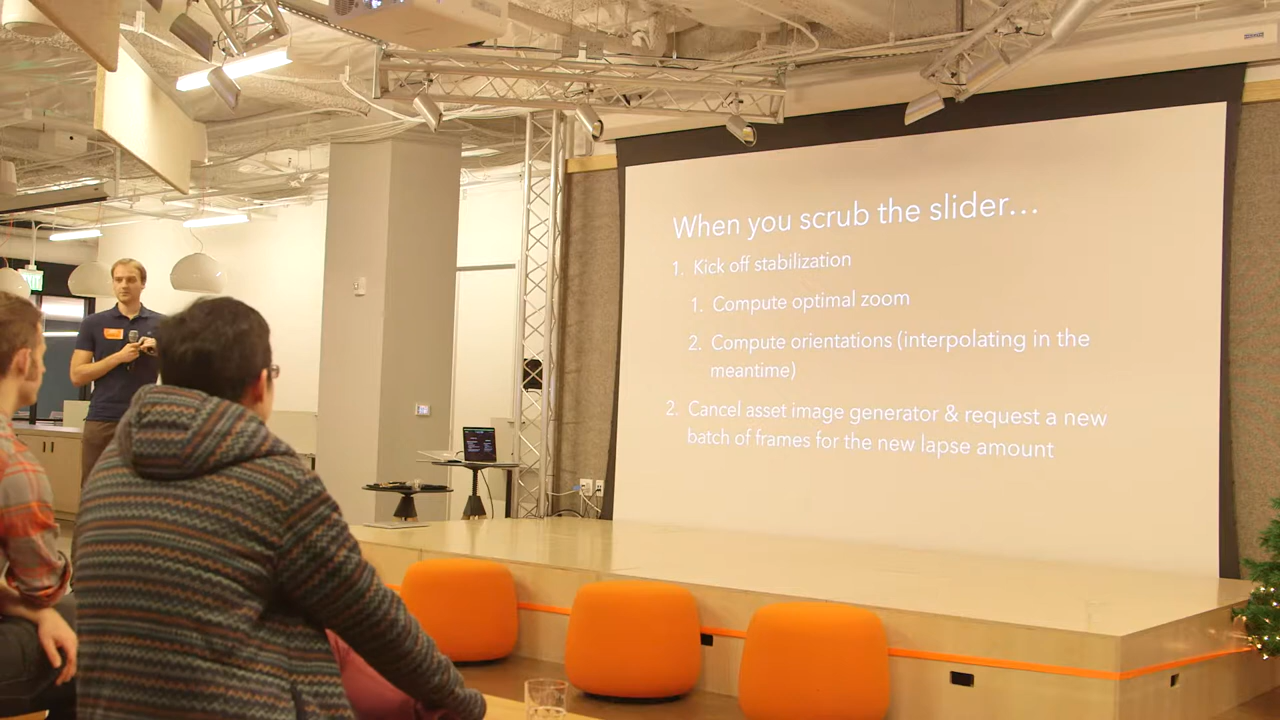 When you scrub the slider...
1. Kick off stabilization
1. Compute optimal zoom
2. Compute orientations (interpolating in the
meantime)
2. Cancel asset image generator & request a new
batch of frames for the new lapse amount
EXIT